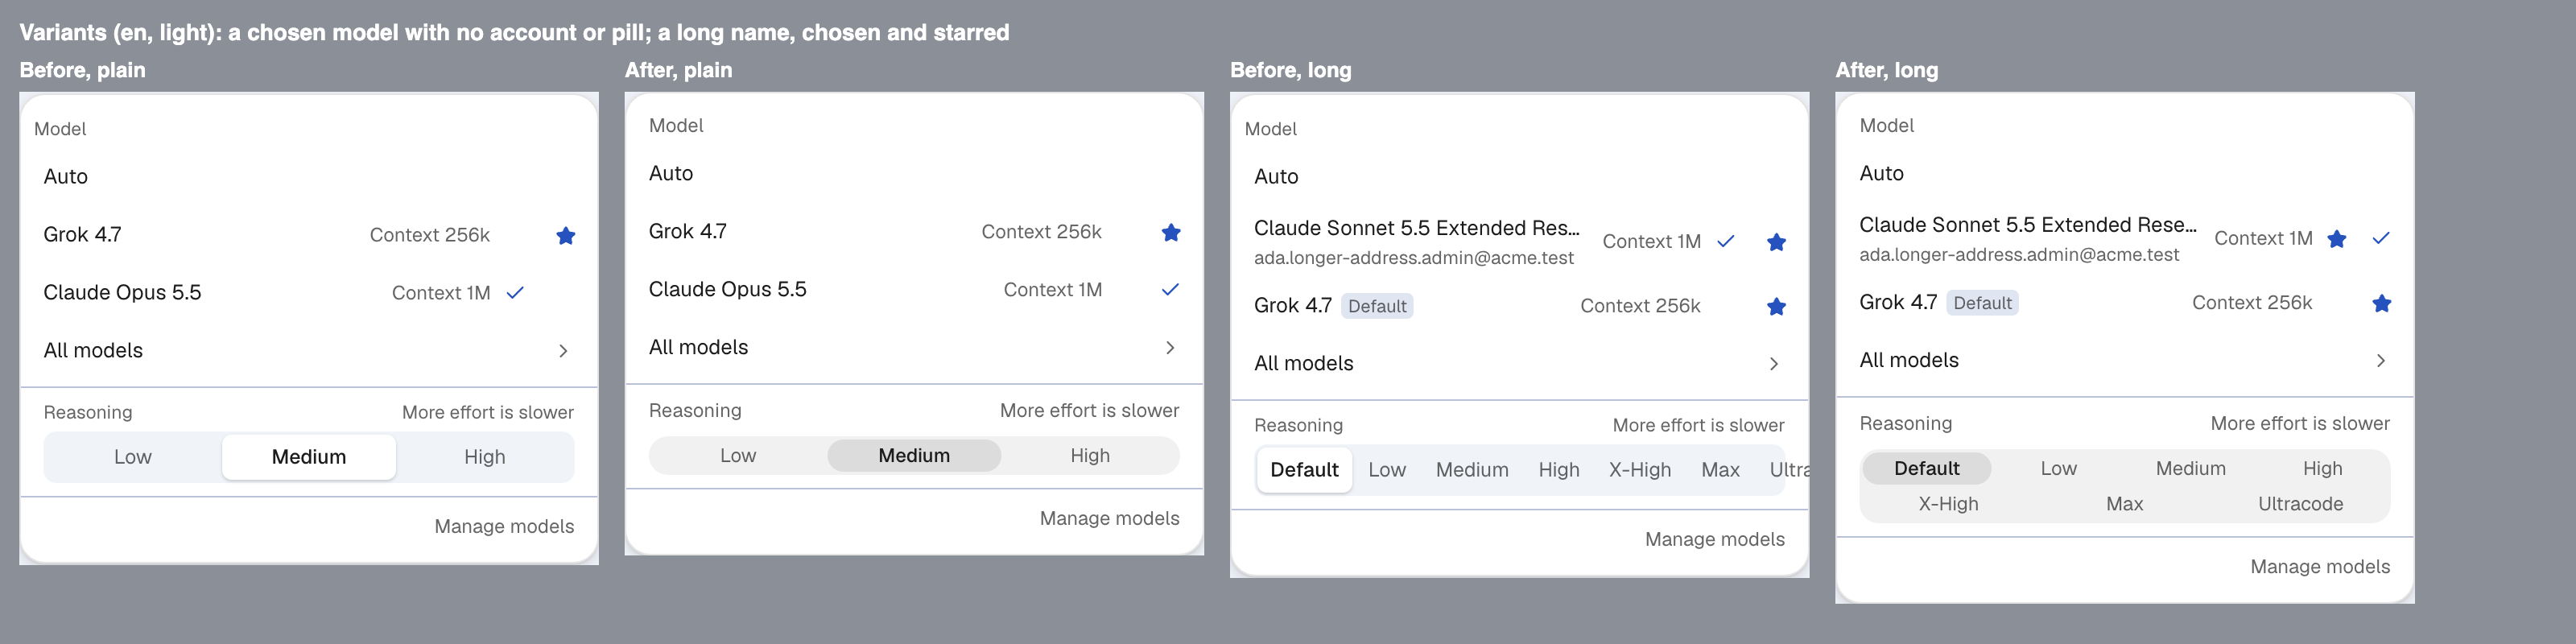 Variants (en, light): a chosen model with no account or pill; a long name, chosen and starred
Before, plain
Model
Auto
Grok 4.7 Context 256k
Claude Opus 5.5 Context 1M
All models
Reasoning More effort is slower
Low Medium High
Manage models
After, plain
Model
Auto
Grok 4.7 Context 256k
Claude Opus 5.5 Context 1M
All models
Reasoning More effort is slower
Low Medium High
Manage models
Before, long
Model
Auto
Claude Sonnet 5.5 Extended Res... Context 1M
ada.longer-address.admin@acme.test
Grok 4.7 Default Context 256k
All models
Reasoning More effort is slower
Default Low Medium High X-High Max Ultra
Manage models
After, long
Model
Auto
Claude Sonnet 5.5 Extended Rese... Context 1M
ada.longer-address.admin@acme.test
Grok 4.7 Default Context 256k
All models
Reasoning More effort is slower
Default Low Medium High
X-High Max Ultracode
Manage models